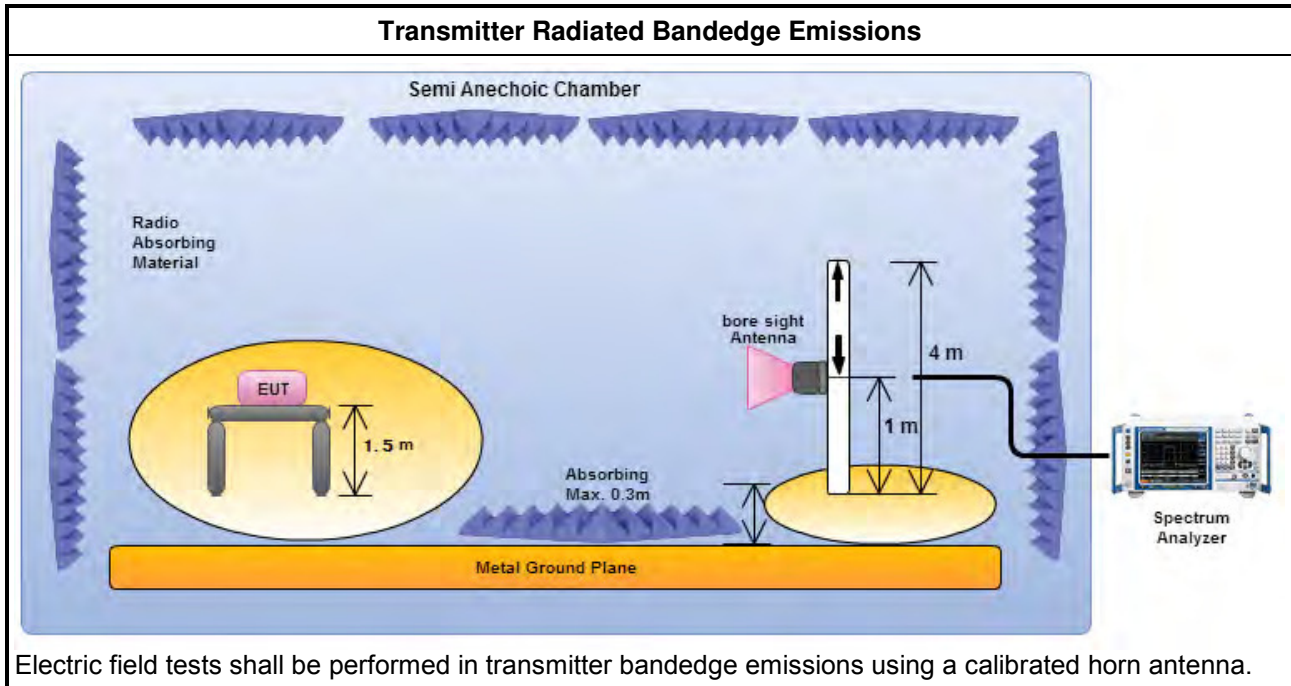 Transmitter Radiated Bandedge Emissions
Semi Anechoic Chamber
Radio
Absorbing
Material
bore sight
Antenna
4 m
EUT
1 m
1. 5 m
Absorbing
Max. 0.3m
Spectrum
Analyzer
Metal Ground Plane
Electric field tests shall be performed in transmitter bandedge emissions using a calibrated horn antenna.